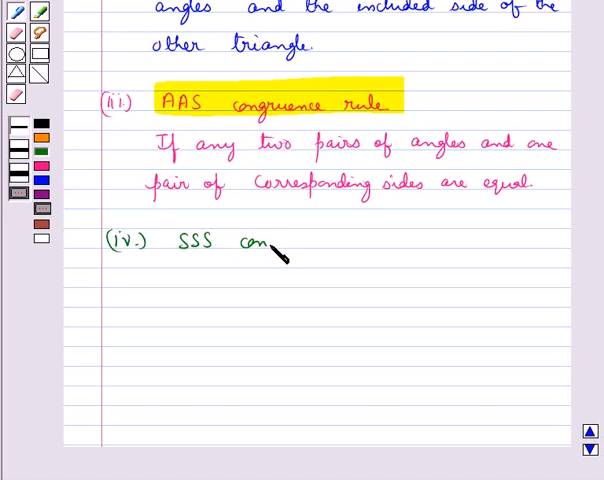 angles and the included side of the
other triangle.
(iii.) AAS congruence rule
If any two pairs of angles and one
pair of corresponding sides are equal.
(iv.) SSS con